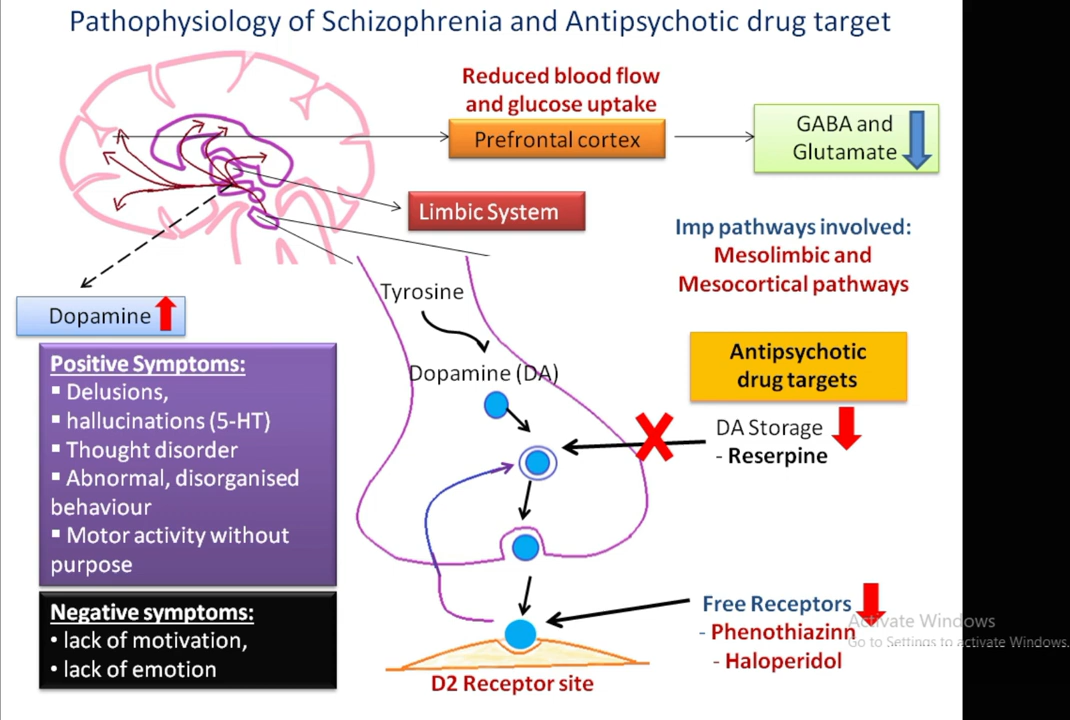 Pathophysiology of Schizophrenia and Antipsychotic drug target
Reduced blood flow
and glucose uptake
Prefrontal cortex
GABA and
Glutamate
Limbic System
Imp pathways involved:
Mesolimbic and
Mesocortical pathways
Dopamine
Positive Symptoms:
▪ Delusions,
▪ hallucinations (5-HT)
▪ Thought disorder
▪ Abnormal, disorganised
behaviour
▪ Motor activity without
purpose
Negative symptoms:
• lack of motivation,
• lack of emotion
Tyrosine
Dopamine (DA)
Antipsychotic
drug targets
DA Storage
- Reserpine
Free Receptors
- Phenothiazinn
- Haloperidol
D2 Receptor site
Activate Windows
Go to Settings to activate Windows.